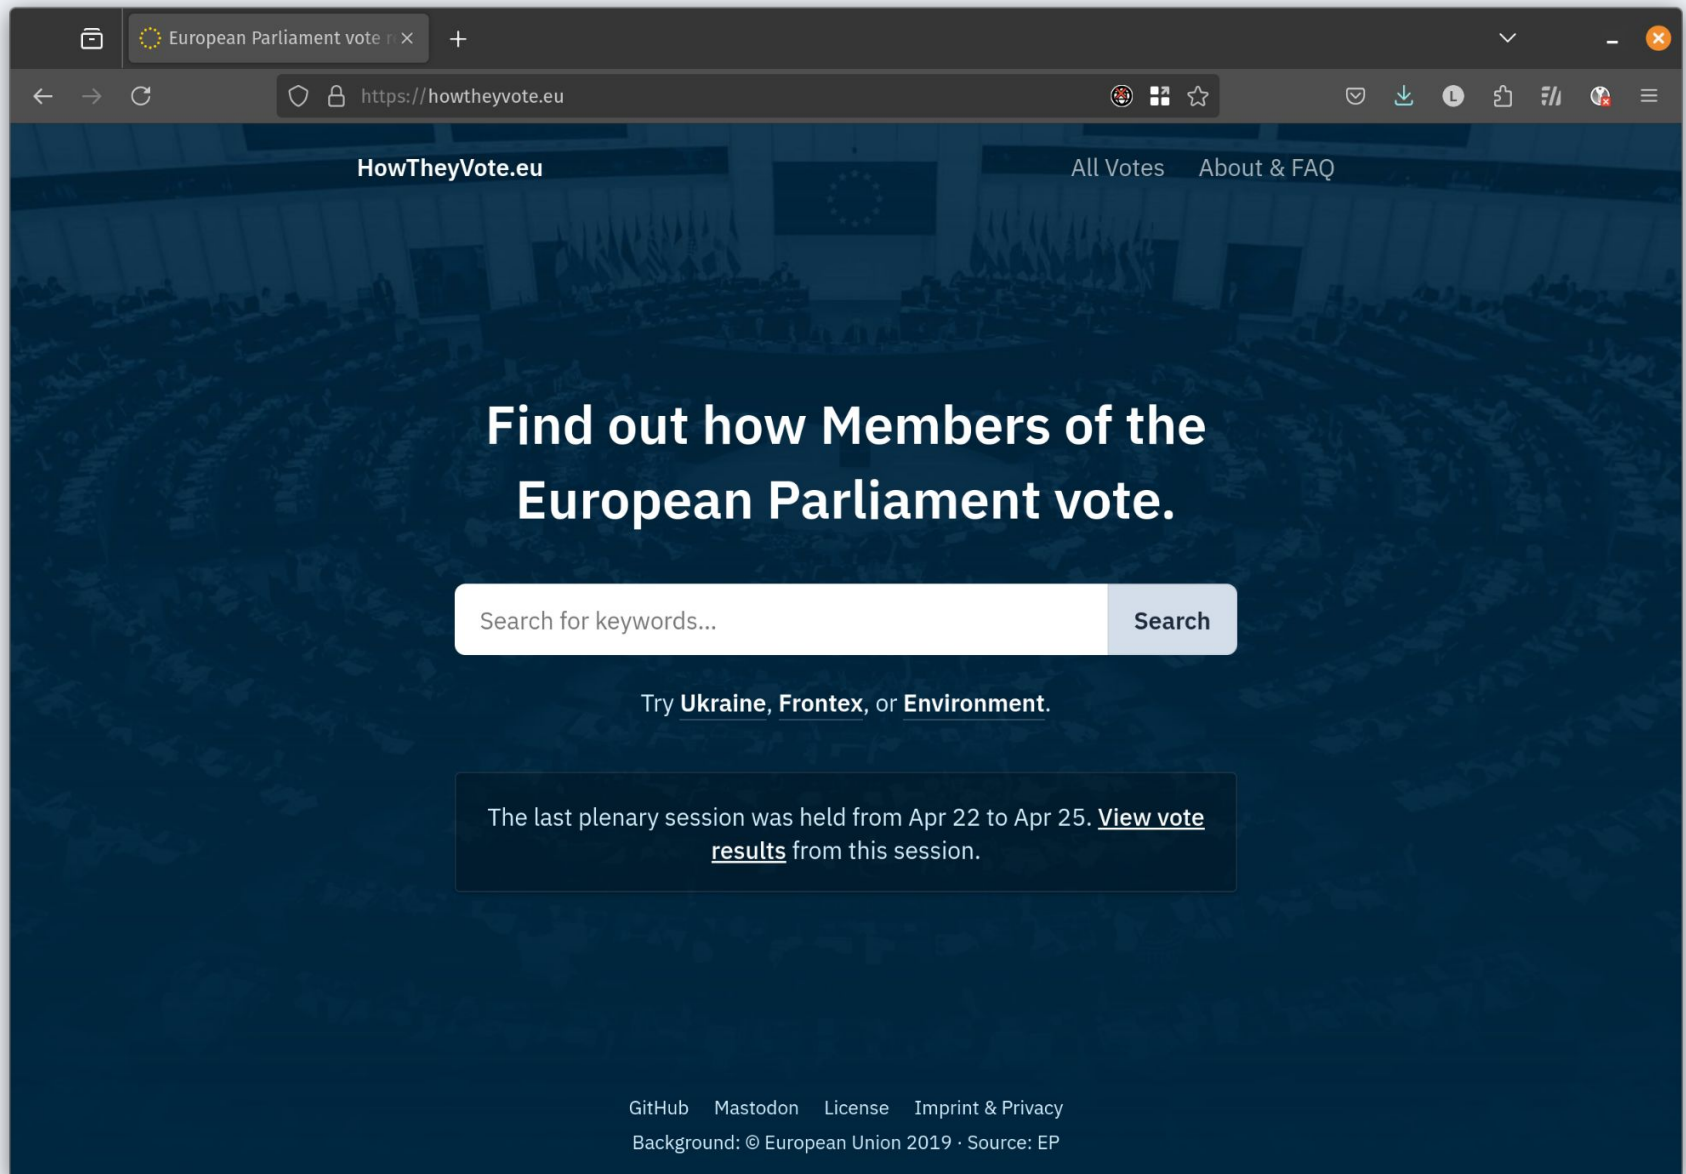 European Parliament vote
https://howtheyvote.eu
L
HowTheyVote.eu
All Votes
About & FAQ
Find out how Members of the
European Parliament vote.
Search for keywords...
Search
Try Ukraine, Frontex, or Environment.
The last plenary session was held from Apr 22 to Apr 25. View vote
results from this session.
GitHub Mastodon License Imprint & Privacy
Background: © European Union 2019 · Source: EP